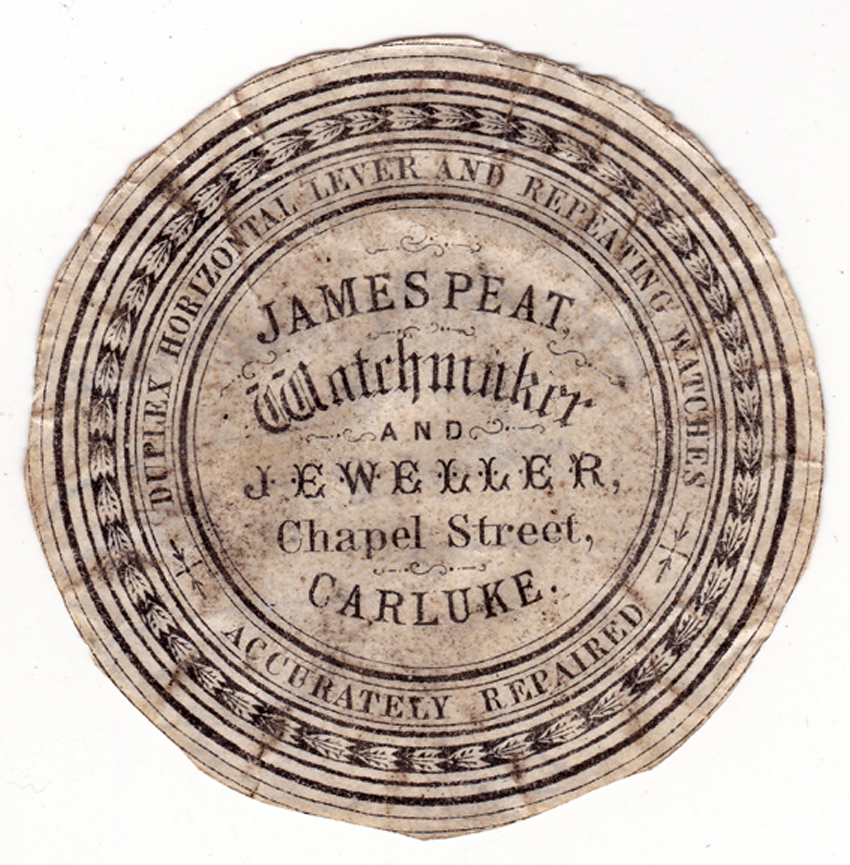 DUPLEX HORIZONTAL LEVER AND REPEATING WATCHES
JAMES PEAT,
Watchmaker
AND
JEWELLER,
Chapel Street,
CARLUKE.
ACCURATELY REPAIRED